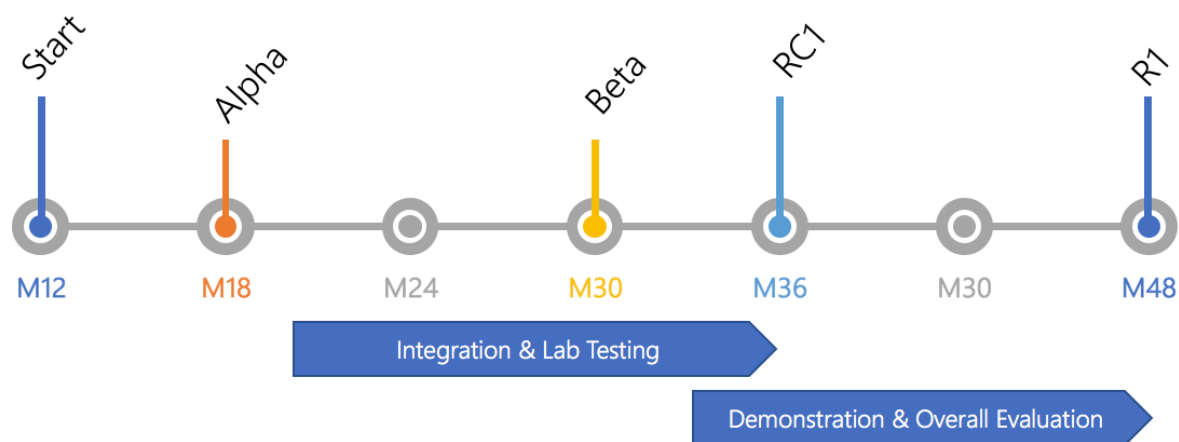 Start
Alpha
Beta
RC1
R1
M12
M18
M24
M30
M36
M30
M48
Integration & Lab Testing
Demonstration & Overall Evaluation